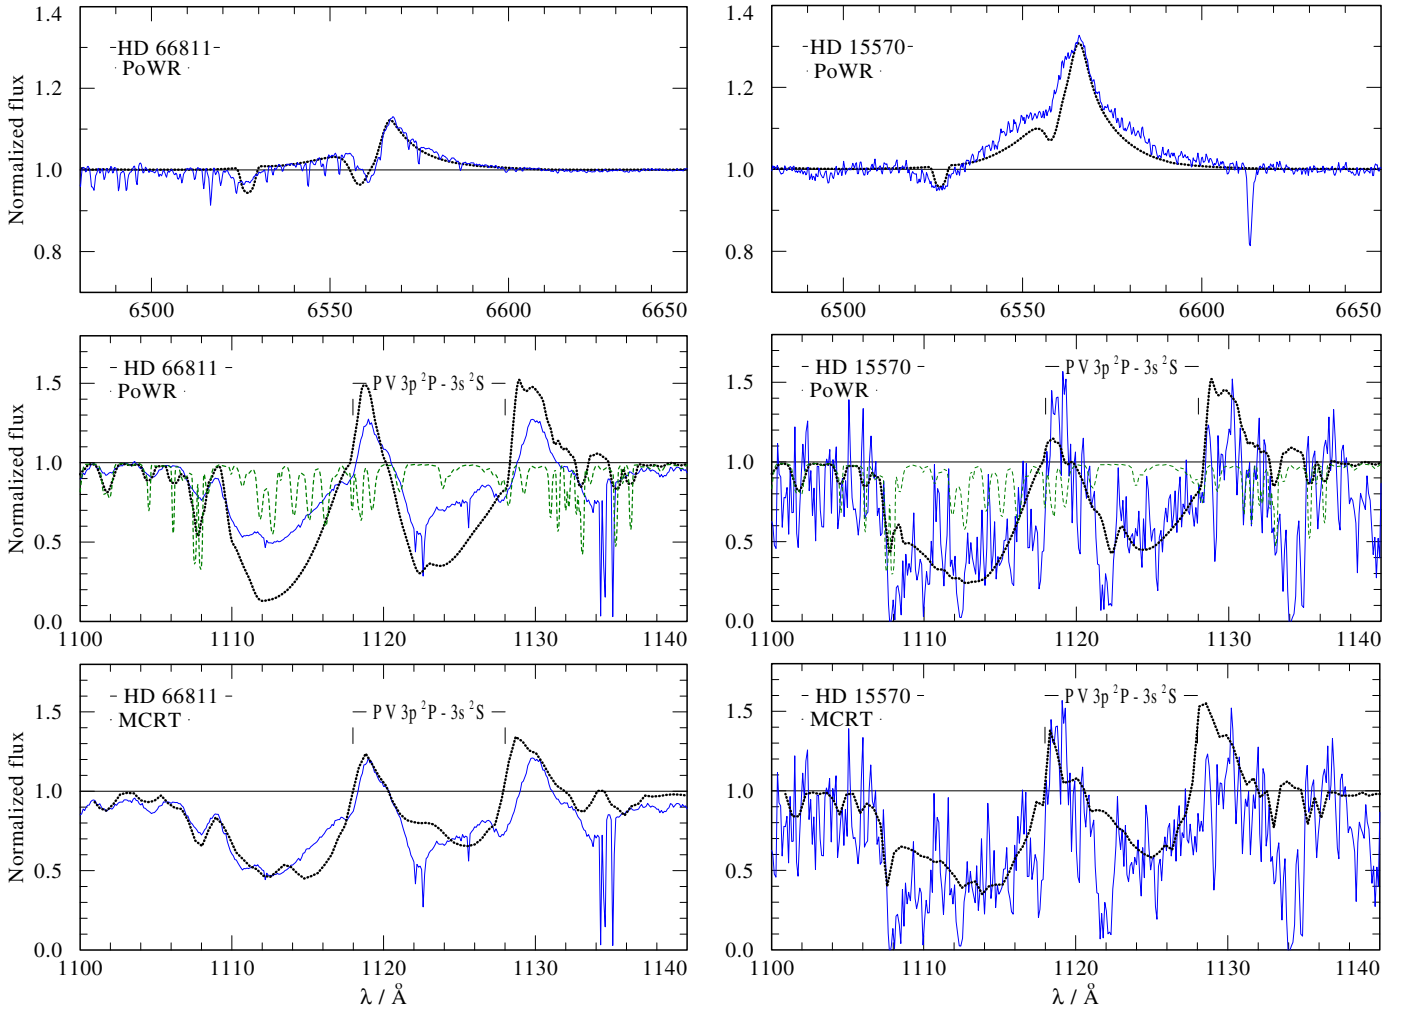 1.4
1.2
1.0
0.8
Normalized flux
HD 66811
PoWR
6500
6550
6600
6650
HD 15570
PoWR
1.4
1.2
1.0
0.8
6500
6550
6600
6650
1.5
1.0
0.5
0.0
Normalized flux
HD 66811
PoWR
P V 3p ²P - 3s ²S
1100
1110
1120
1130
1140
1.5
1.0
0.5
0.0
HD 15570
PoWR
P V 3p ²P - 3s ²S
1100
1110
1120
1130
1140
1.5
1.0
0.5
0.0
Normalized flux
HD 66811
MCRT
P V 3p ²P - 3s ²S
1100
1110
1120
1130
1140
λ / Å
1.5
1.0
0.5
0.0
HD 15570
MCRT
P V 3p ²P - 3s ²S
1100
1110
1120
1130
1140
λ / Å